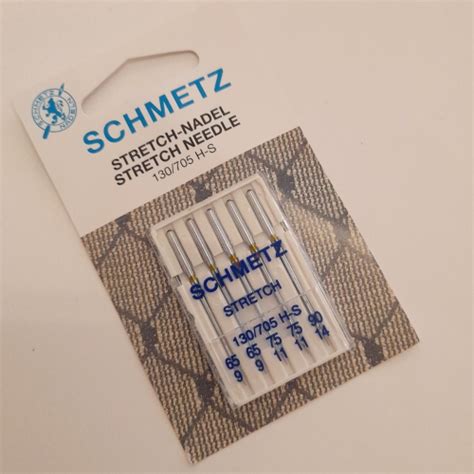 SCHMETZ
STRETCH-NADEL
STRETCH NEEDLE
130/705 H-S
SCHMETZ
STRETCH
130/705 H-S
65 65 75 75 90
9 9 11 11 14